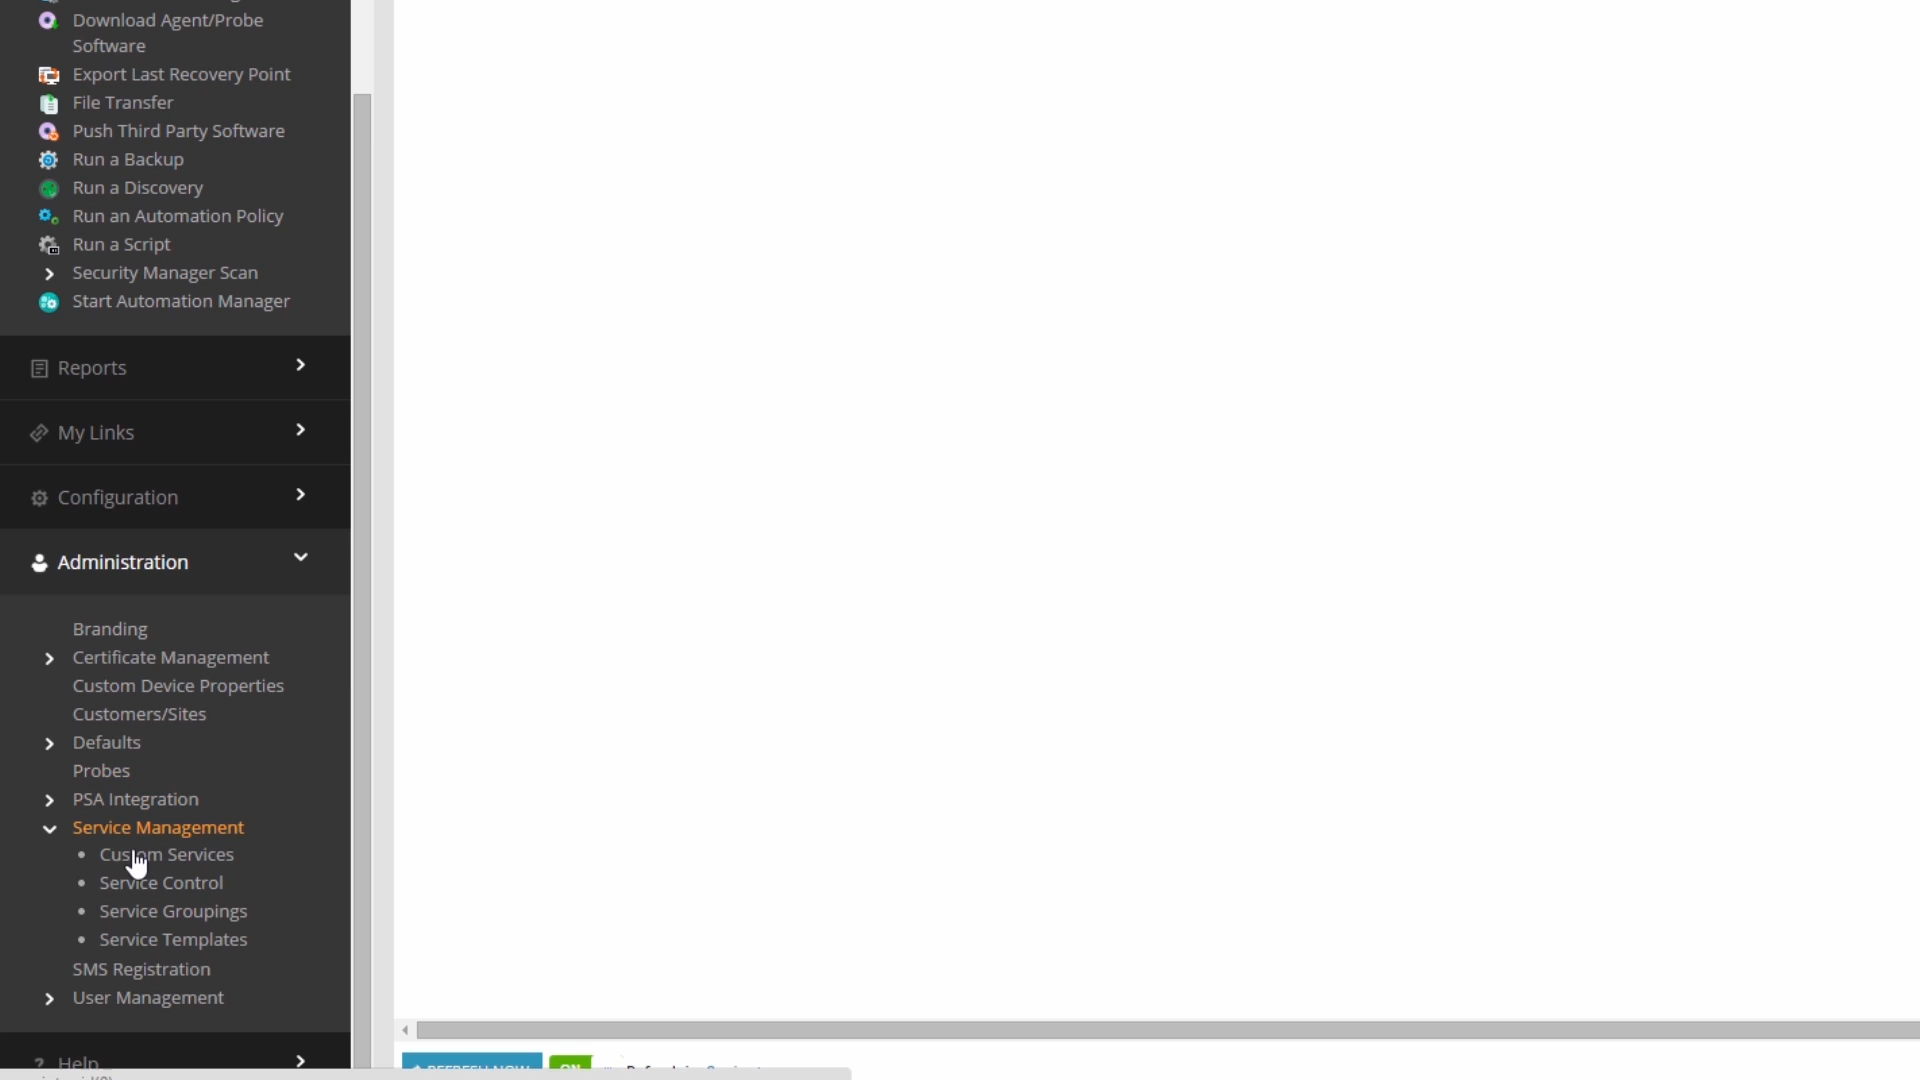 Download Agent/Probe
Software
Export Last Recovery Point
File Transfer
Push Third Party Software
Run a Backup
Run a Discovery
Run an Automation Policy
Run a Script
Security Manager Scan
Start Automation Manager
Reports
My Links
Configuration
Administration
Branding
Certificate Management
Custom Device Properties
Customers/Sites
Defaults
Probes
PSA Integration
Service Management
Custom Services
Service Control
Service Groupings
Service Templates
SMS Registration
User Management
? Help
REFRESH NOW ON